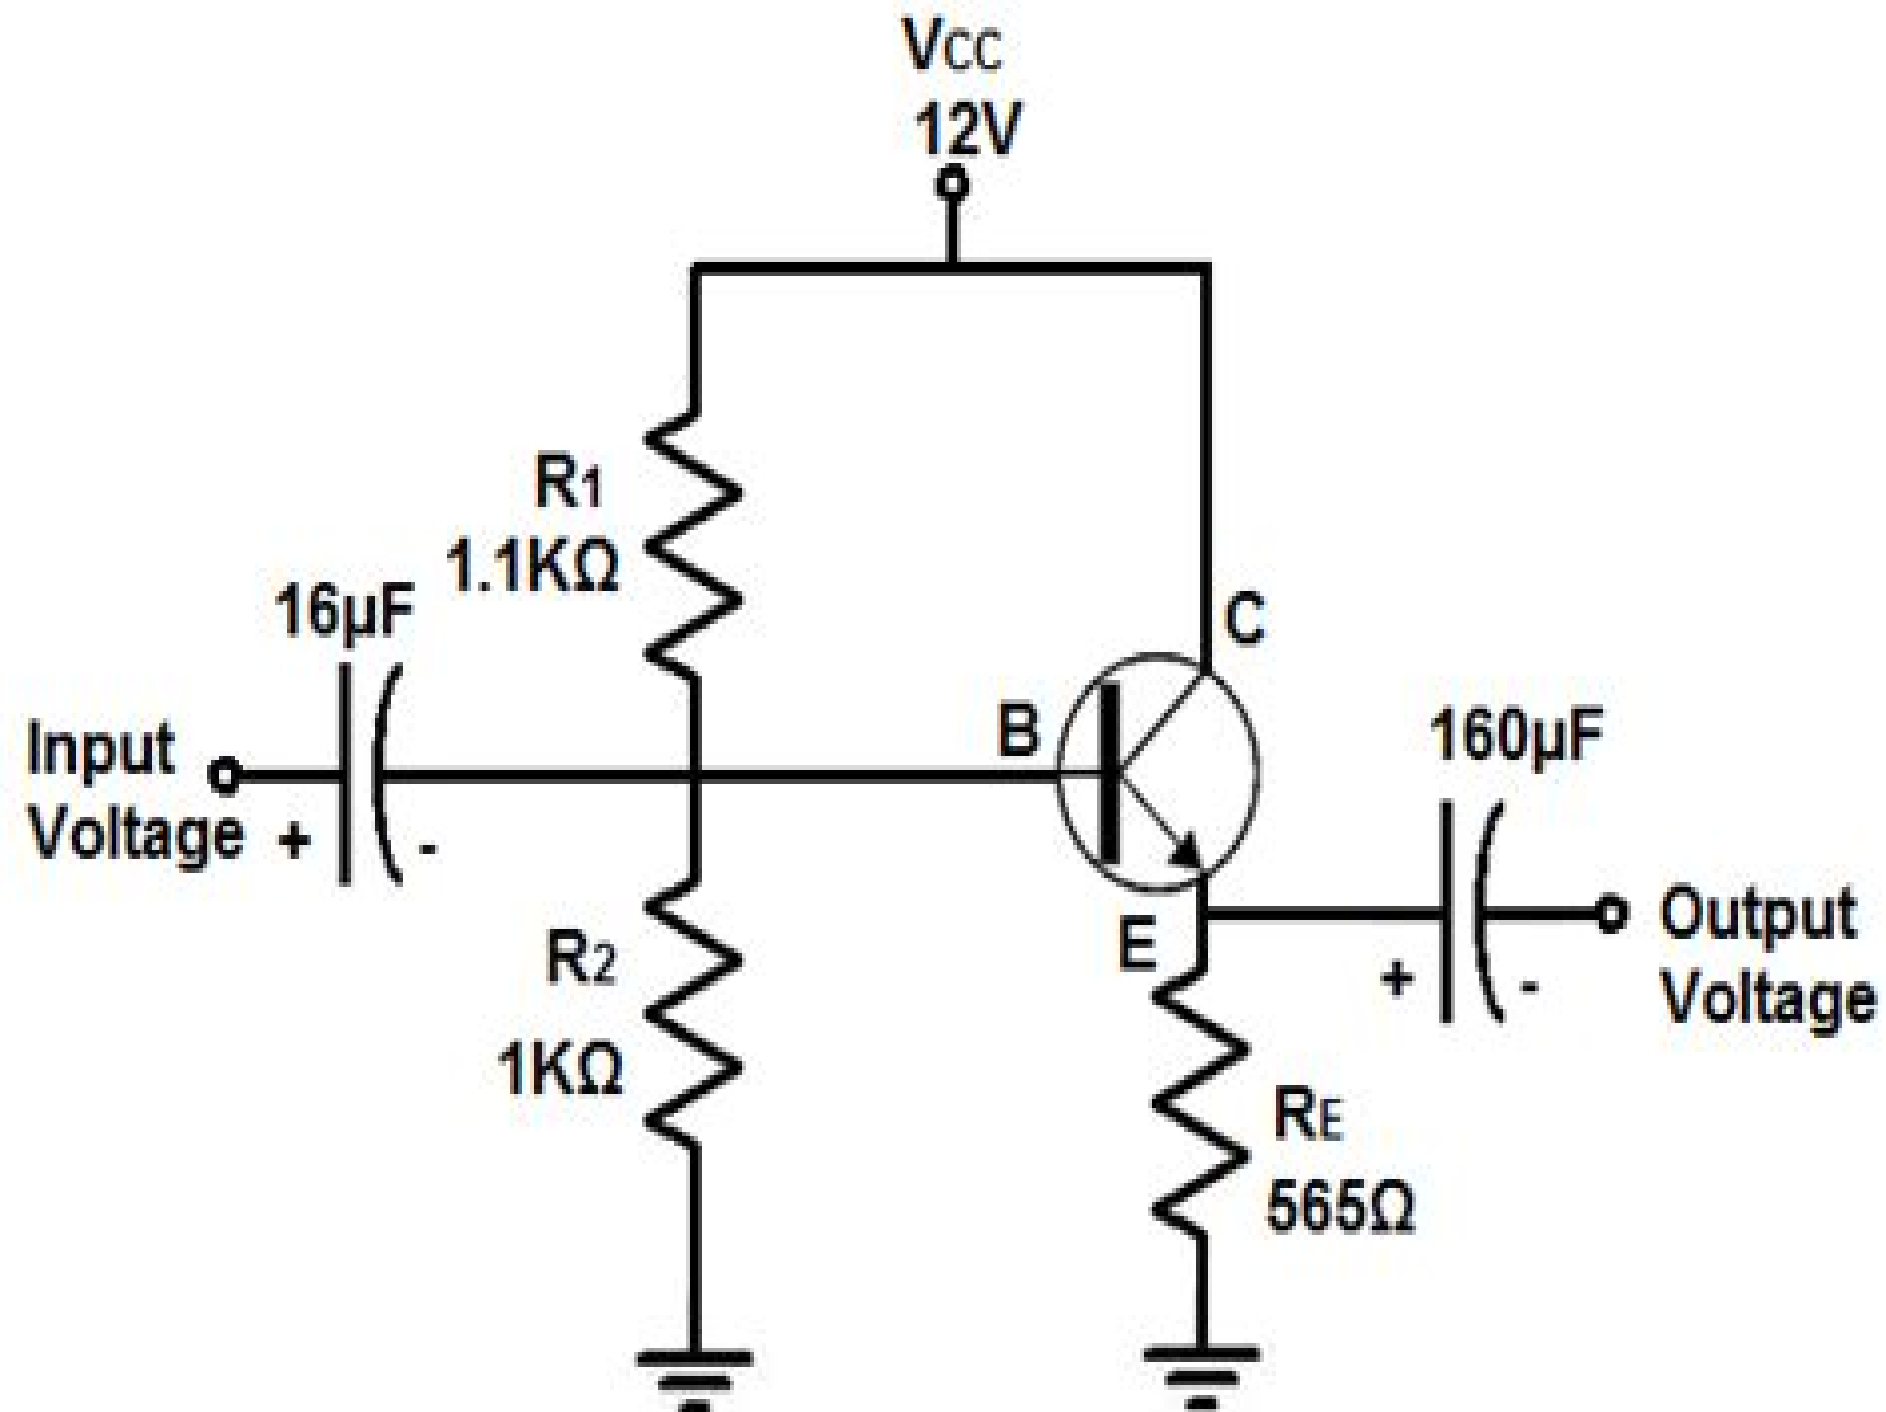 Vcc
12V
R1
1.1KΩ
16µF
C
B
Input
Voltage
+
-
160µF
E
Output
Voltage
+
-
R2
1KΩ
RE
565Ω